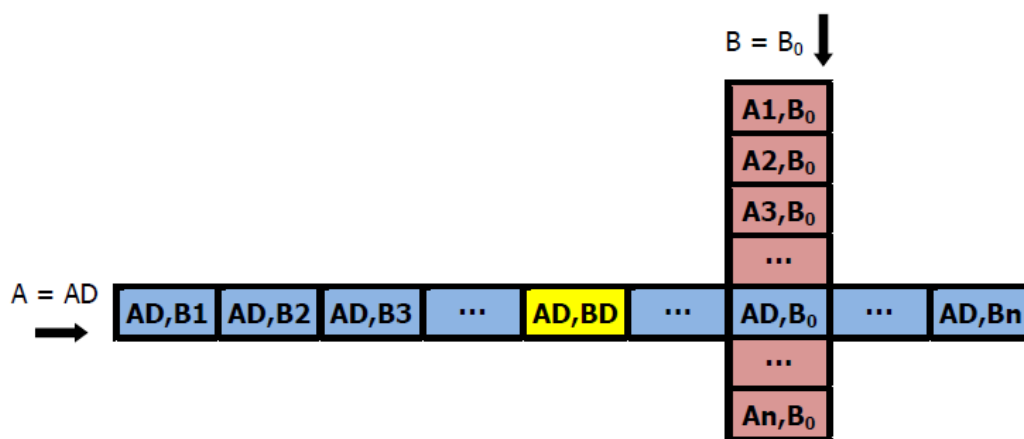 B = B₀
A1,B₀
A2,B₀
A3,B₀
...
A = AD
AD,B1 AD,B2 AD,B3 ... AD,BD ... AD,B₀ ... AD,Bn
...
An,B₀